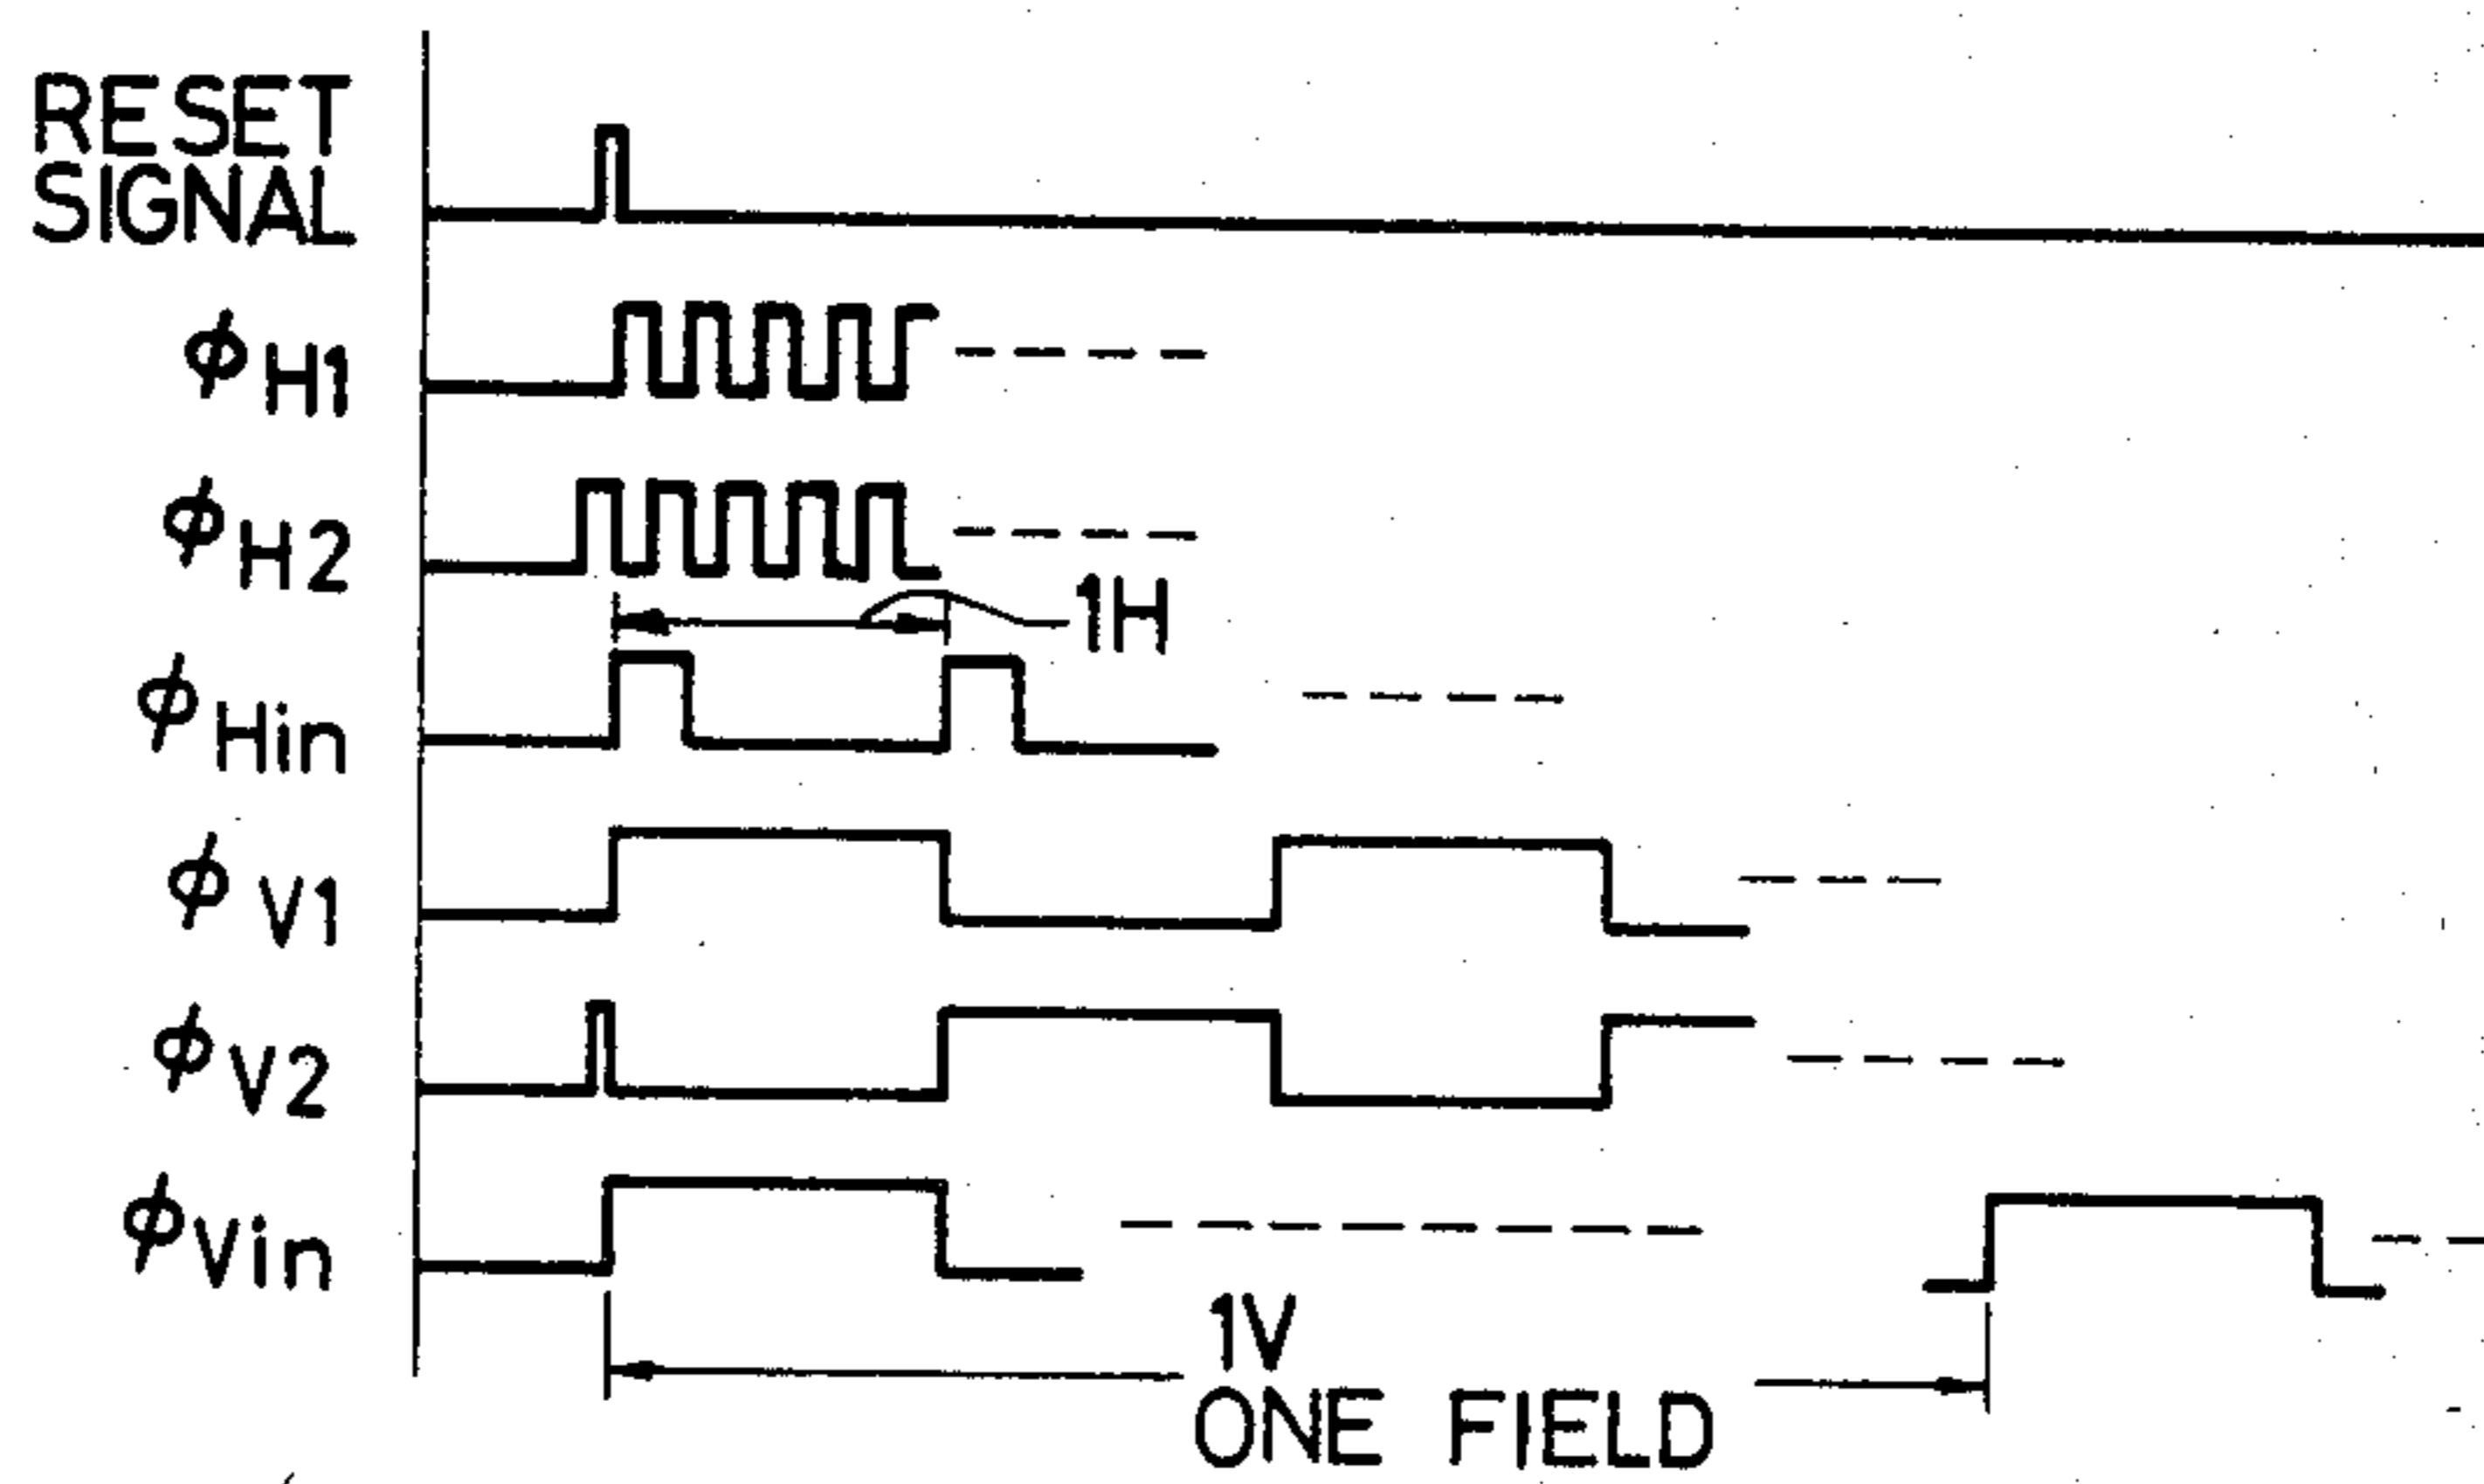 RESET
SIGNAL
ϕH1
ϕH2
1H
ϕHin
ϕV1
ϕV2
ϕVin
1V
ONE FIELD